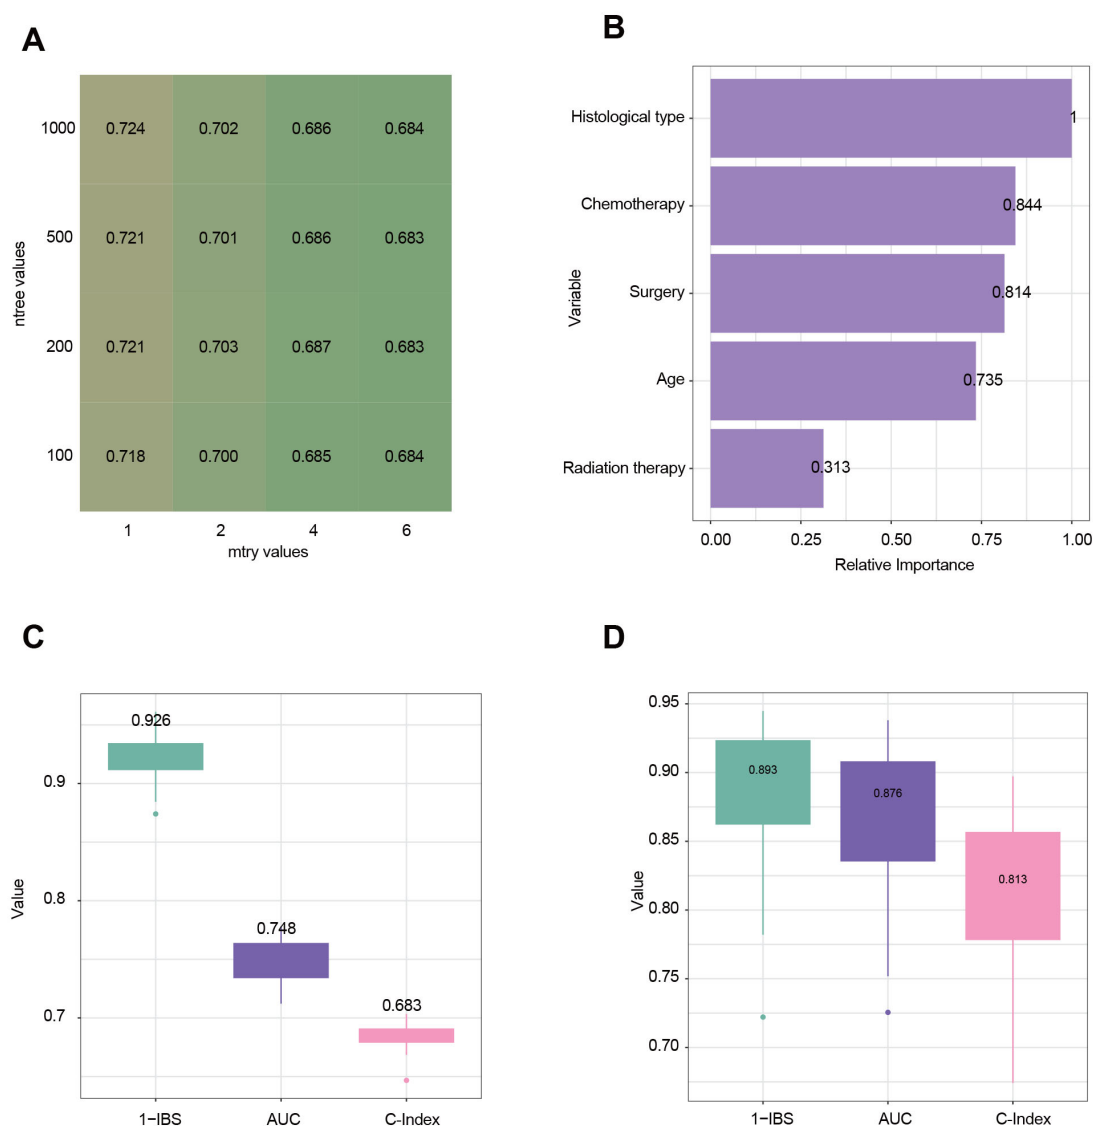 A
1000 0.724 0.702 0.686 0.684
500 0.721 0.701 0.686 0.683
200 0.721 0.703 0.687 0.683
100 0.718 0.700 0.685 0.684
1 2 4 6
mtry values
ntree values
B
Histological type 1
Chemotherapy 0.844
Surgery 0.814
Age 0.735
Radiation therapy 0.313
0.00 0.25 0.50 0.75 1.00
Relative Importance
Variable
C
0.926
0.9
0.8
0.748
0.7
0.683
Value
1−IBS AUC C-Index
D
0.95
0.90
0.893
0.876
0.85
0.813
0.80
0.75
0.70
Value
1−IBS AUC C-Index